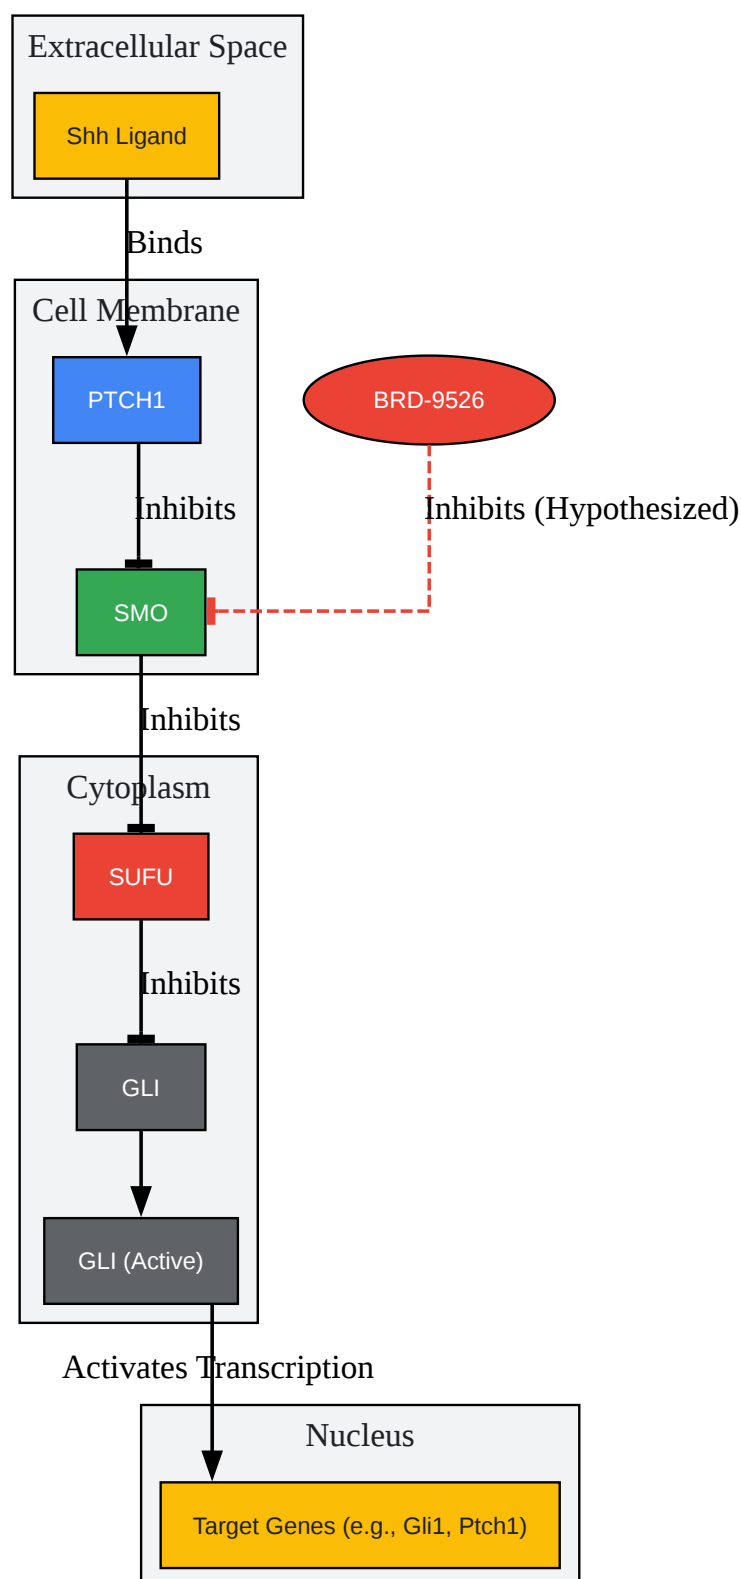 Extracellular Space
Shh Ligand
Binds
Cell Membrane
PTCH1
BRD-9526
Inhibits
Inhibits (Hypothesized)
SMO
Inhibits
Cytoplasm
SUFU
Inhibits
GLI
GLI (Active)
Activates Transcription
Nucleus
Target Genes (e.g., Gli1, Ptch1)